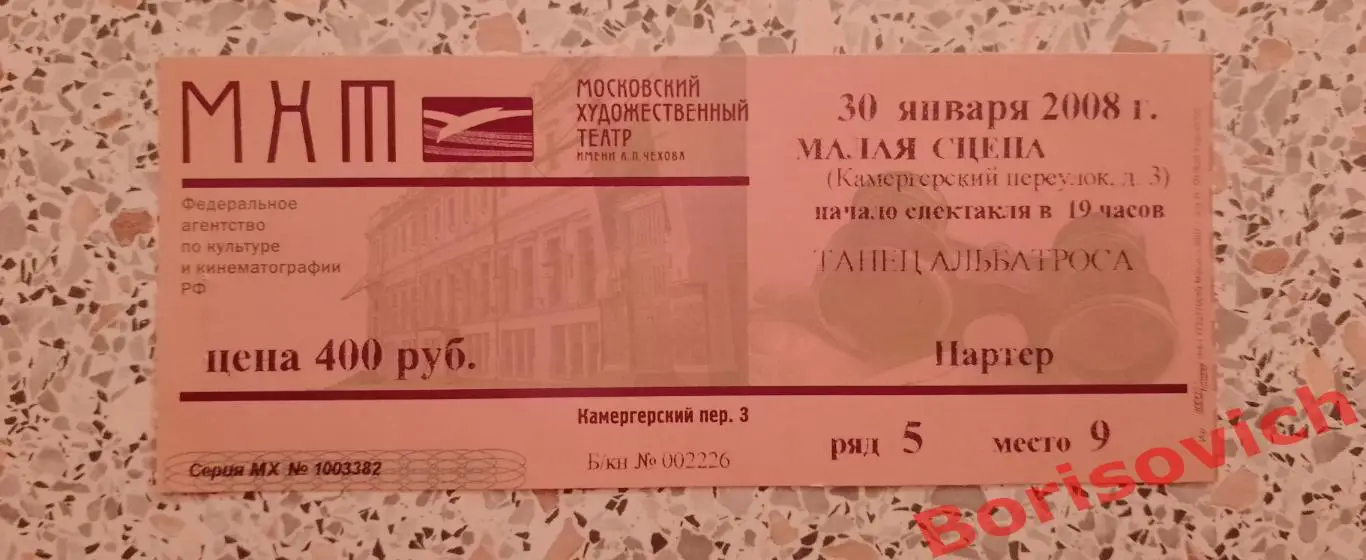 МХТ
МОСКОВСКИЙ
ХУДОЖЕСТВЕННЫЙ
ТЕАТР
ИМЕНИ А.П. ЧЕХОВА
Федеральное
агентство
по культуре
и кинематографии
РФ
цена 400 руб.
30 января 2008 г.
МАЛАЯ СЦЕНА
(Камергерский переулок, д. 3)
начало спектакля в 19 часов
ТАНЕЦ АЛЬБАТРОСА
Партер
Камергерский пер. 3
ряд 5 место 9
Серия МХ № 1003382
Б/кн № 002226
Borisovich